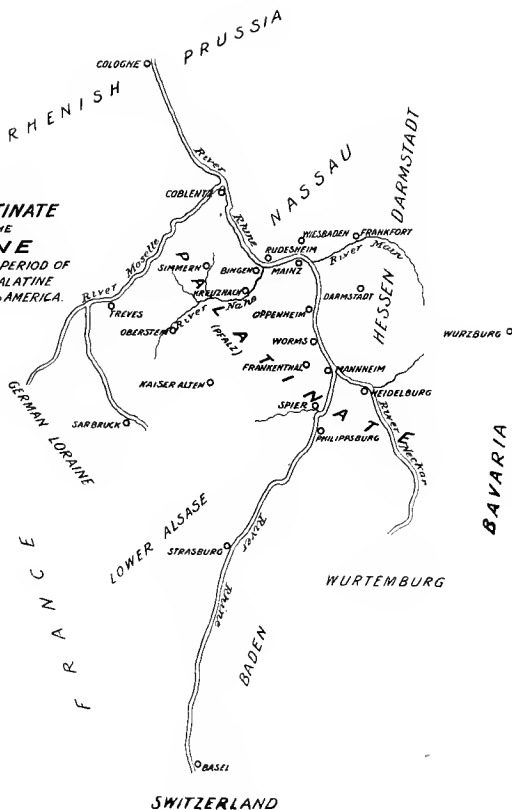 PRUSSIA
COLOGNE
RHENISH
DARMSTADT
NASSAU
River
COBLENTZ
TINATE
NE
PERIOD OF
ALATINE
AMERICA.
Rhine
WIESBADEN
FRANKFORT
RUDESHEIM
River Main
River Moselle
SIMMERN
BINGEN
MAINZ
KREUZNACH
DARMSTADT
HESSEN
TREVES
River Nahe
OPPENHEIM
OBERSTEIN
PALATINATE
(PFALZ)
WORMS
WURZBURG
FRANKENTHAL
MANNHEIM
KAISERALTEN
HEIDELBURG
GERMAN LORAINE
SPIER
SARBRUCK
PHILIPPSBURG
River Neckar
BAVARIA
LOWER ALSASE
River
STRASBURG
WURTEMBURG
FRANCE
Rhine
BADEN
BASEL
SWITZERLAND